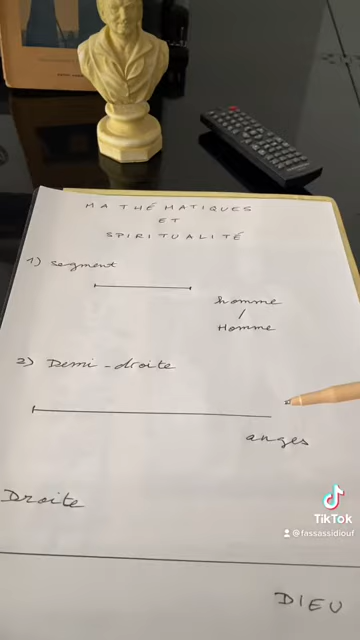 MATHÉMATIQUES
ET
SPIRITUALITÉ
1) Segment
homme
/
Homme
2) Demi-droite
∞
anges
Droite
DIEU
TikTok
@fassassidiouf